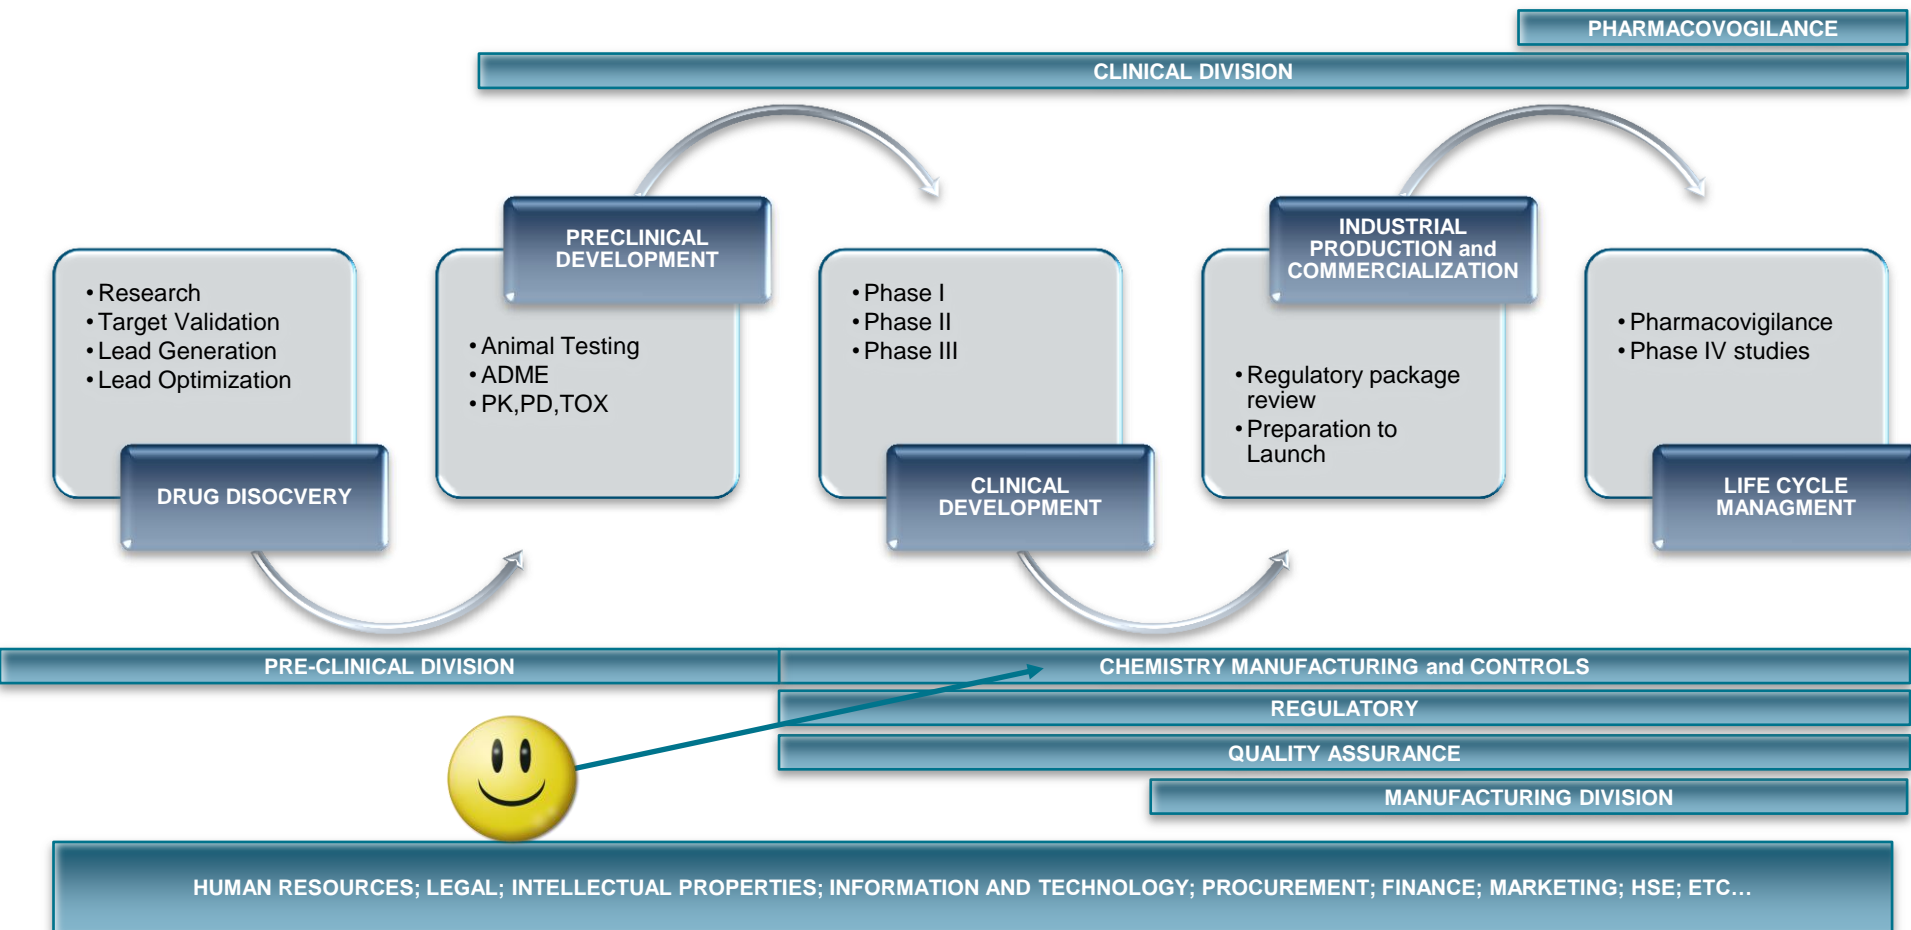 PHARMACOVOGILANCE
CLINICAL DIVISION
• Research
• Target Validation
• Lead Generation
• Lead Optimization
DRUG DISOCVERY
PRECLINICAL
DEVELOPMENT
• Animal Testing
• ADME
• PK,PD,TOX
• Phase I
• Phase II
• Phase III
CLINICAL
DEVELOPMENT
INDUSTRIAL
PRODUCTION and
COMMERCIALIZATION
• Regulatory package
review
• Preparation to
Launch
• Pharmacovigilance
• Phase IV studies
LIFE CYCLE
MANAGMENT
PRE-CLINICAL DIVISION
CHEMISTRY MANUFACTURING and CONTROLS
REGULATORY
QUALITY ASSURANCE
MANUFACTURING DIVISION
HUMAN RESOURCES; LEGAL; INTELLECTUAL PROPERTIES; INFORMATION AND TECHNOLOGY; PROCUREMENT; FINANCE; MARKETING; HSE; ETC…